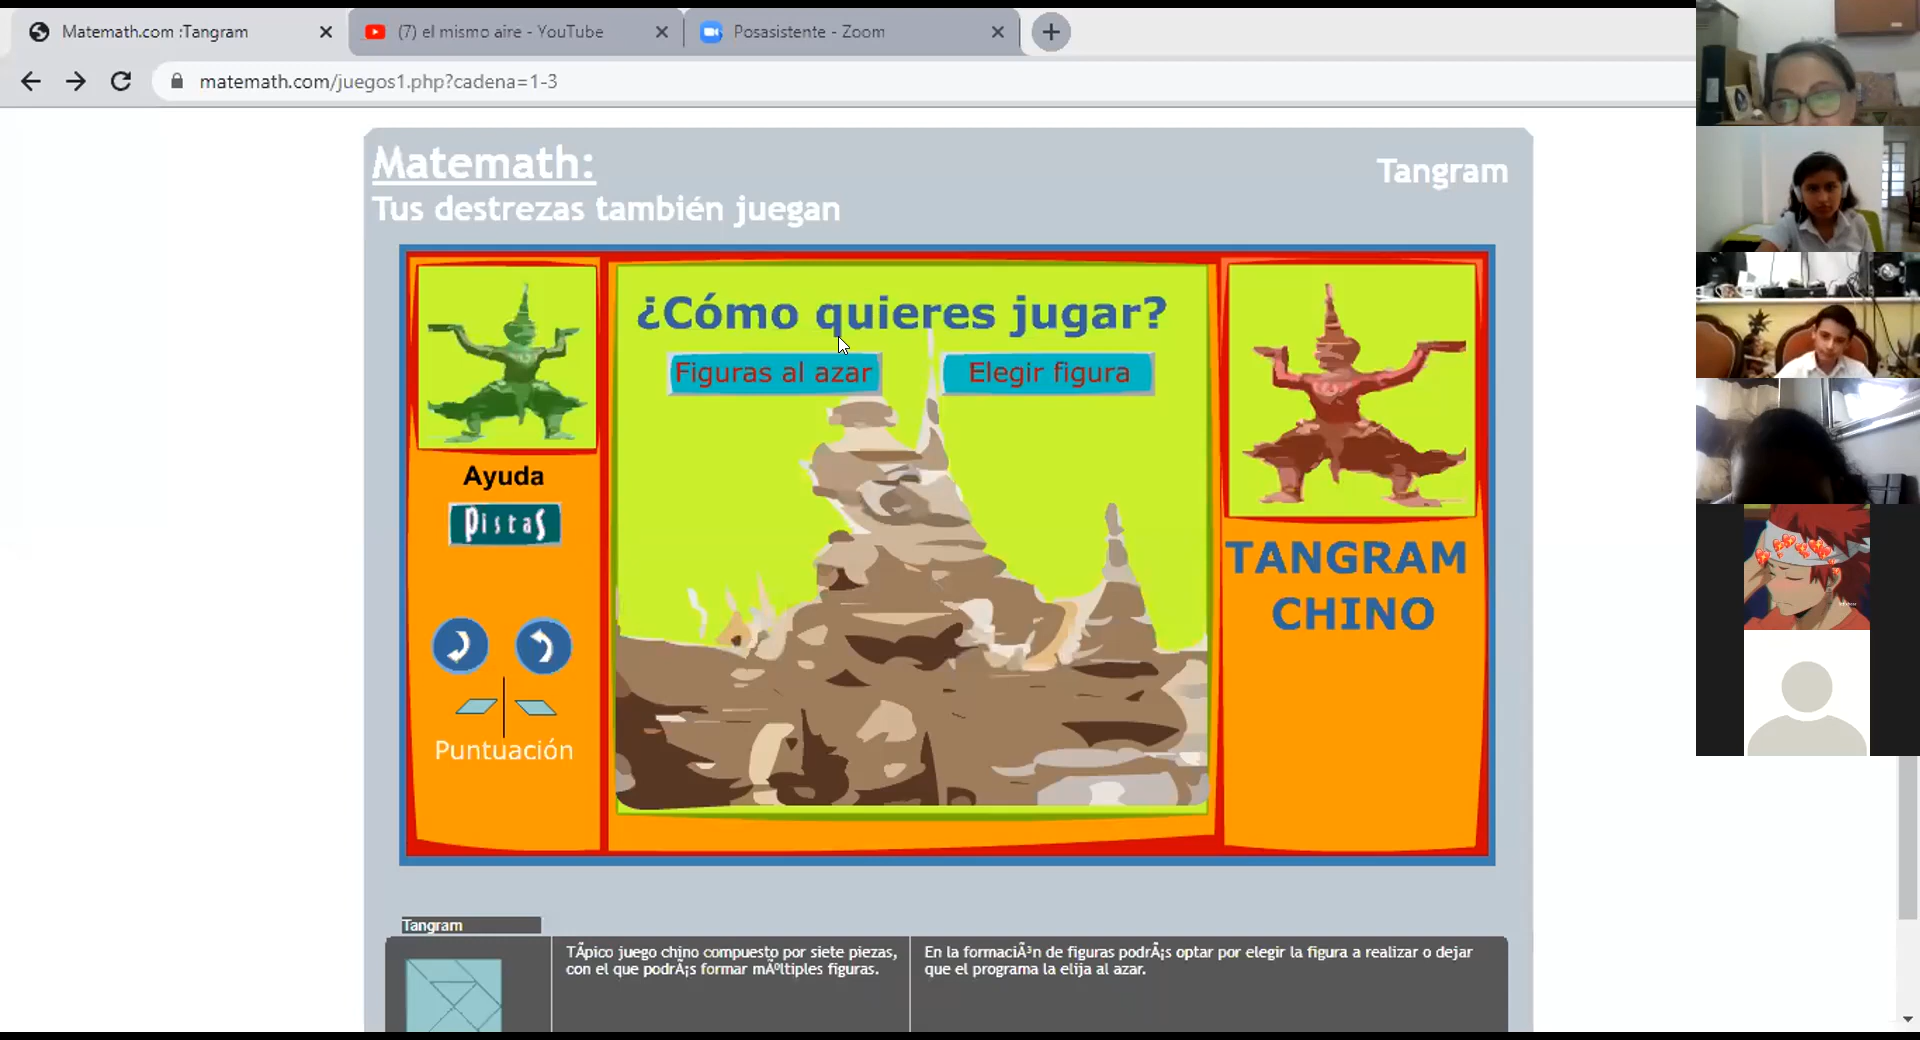 Matemath.com :Tangram
(7) el mismo aire - YouTube
Posasistente - Zoom
matemath.com/juegos1.php?cadena=1-3
Matemath:
Tangram
Tus destrezas también juegan
¿Cómo quieres jugar?
Figuras al azar
Elegir figura
Ayuda
Pistas
TANGRAM
CHINO
Puntuación
Tangram
TÃpico juego chino compuesto por siete piezas,
con el que podrÃ¡s formar mÃºltiples figuras.
En la formaciÃ³n de figuras podrÃ¡s optar por elegir la figura a realizar o dejar
que el programa la elija al azar.